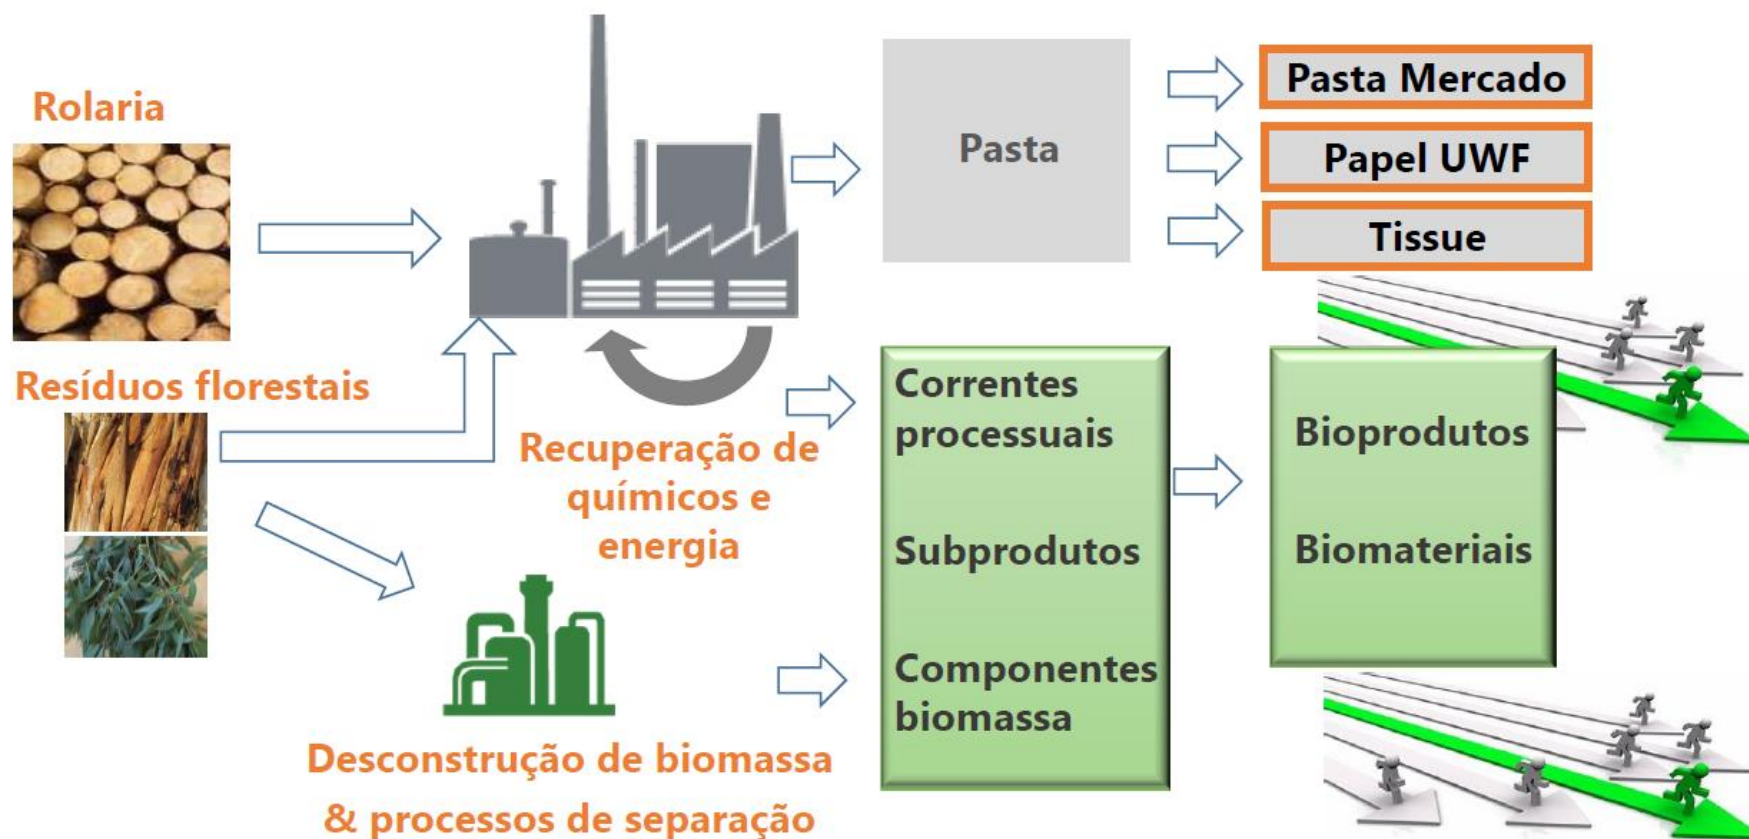 Rolaria
Pasta
Pasta Mercado
Papel UWF
Tissue
Resíduos florestais
Recuperação de
químicos e
energia
Correntes
processuais
Subprodutos
Componentes
biomassa
Bioprodutos
Biomateriais
Desconstrução de biomassa
& processos de separação